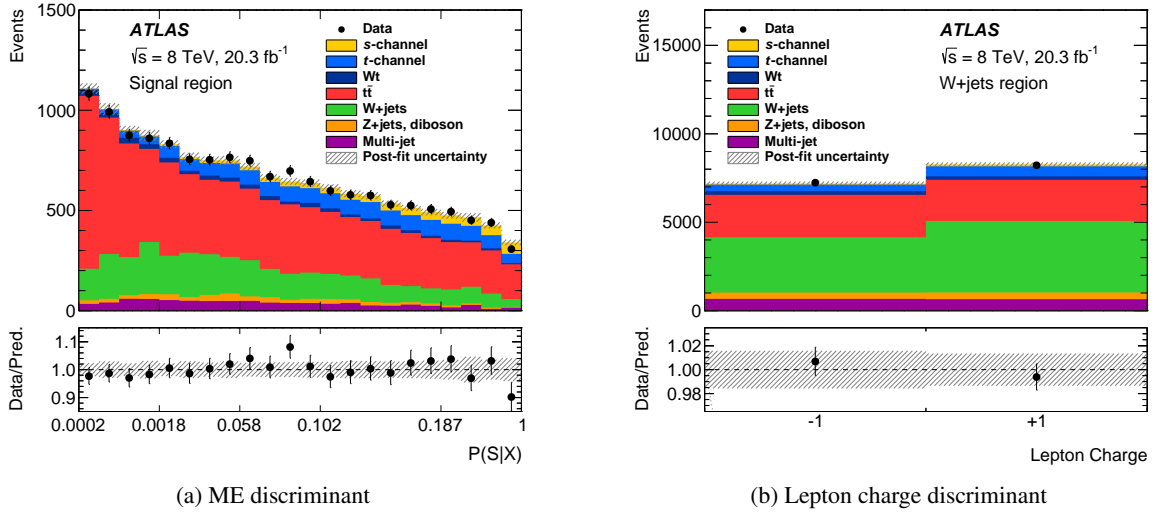 Events
1500
1000
500
0
ATLAS
√s = 8 TeV, 20.3 fb⁻¹
Signal region
Data
s-channel
t-channel
Wt
tt̄
W+jets
Z+jets, diboson
Multi-jet
Post-fit uncertainty
Data/Pred.
1.1
1.0
0.9
0.0002 0.0018 0.058 0.102 0.187 1
P(S|X)
(a) ME discriminant
Events
15000
10000
5000
0
Data
s-channel
t-channel
Wt
tt̄
W+jets
Z+jets, diboson
Multi-jet
Post-fit uncertainty
ATLAS
√s = 8 TeV, 20.3 fb⁻¹
W+jets region
Data/Pred.
1.02
1.00
0.98
-1 +1
Lepton Charge
(b) Lepton charge discriminant